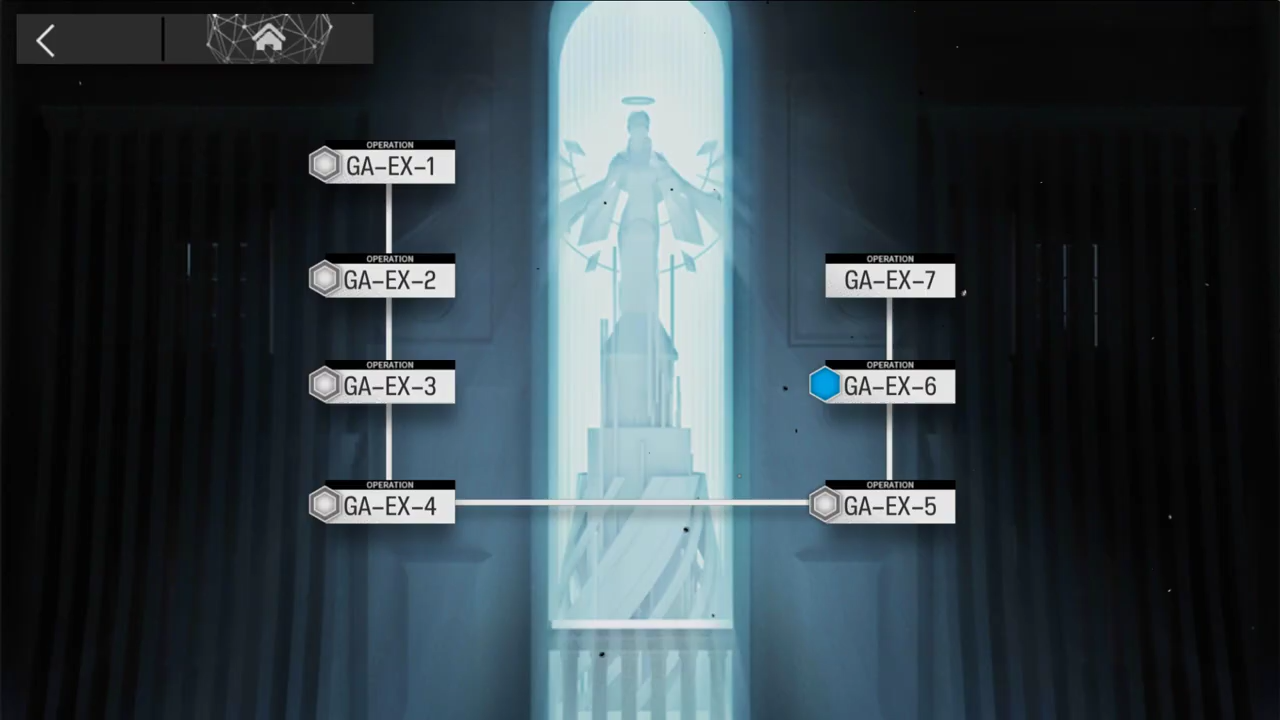 OPERATION
GA-EX-1
OPERATION
GA-EX-2
OPERATION
GA-EX-3
OPERATION
GA-EX-4
OPERATION
GA-EX-7
OPERATION
GA-EX-6
OPERATION
GA-EX-5